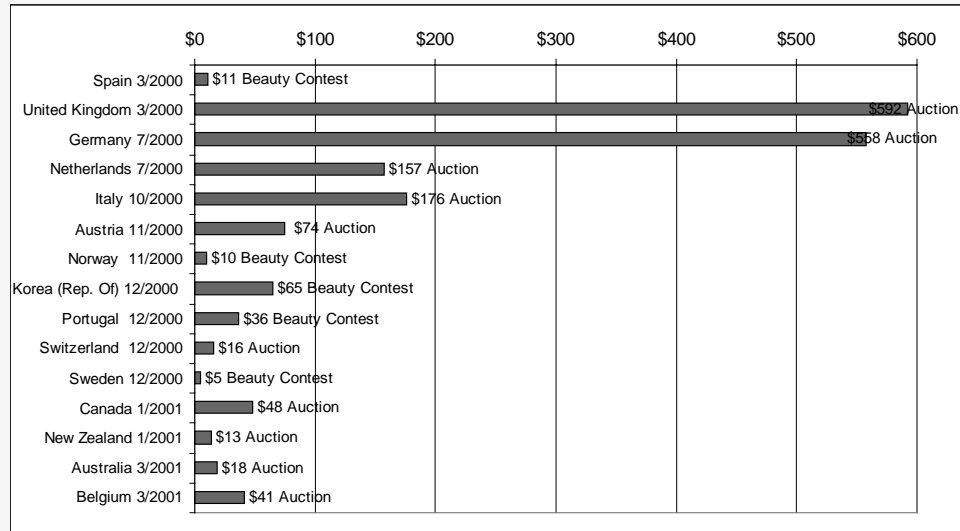 $0 $100 $200 $300 $400 $500 $600
Spain 3/2000 $11 Beauty Contest
United Kingdom 3/2000 $592 Auction
Germany 7/2000 $558 Auction
Netherlands 7/2000 $157 Auction
Italy 10/2000 $176 Auction
Austria 11/2000 $74 Auction
Norway 11/2000 $10 Beauty Contest
Korea (Rep. Of) 12/2000 $65 Beauty Contest
Portugal 12/2000 $36 Beauty Contest
Switzerland 12/2000 $16 Auction
Sweden 12/2000 $5 Beauty Contest
Canada 1/2001 $48 Auction
New Zealand 1/2001 $13 Auction
Australia 3/2001 $18 Auction
Belgium 3/2001 $41 Auction